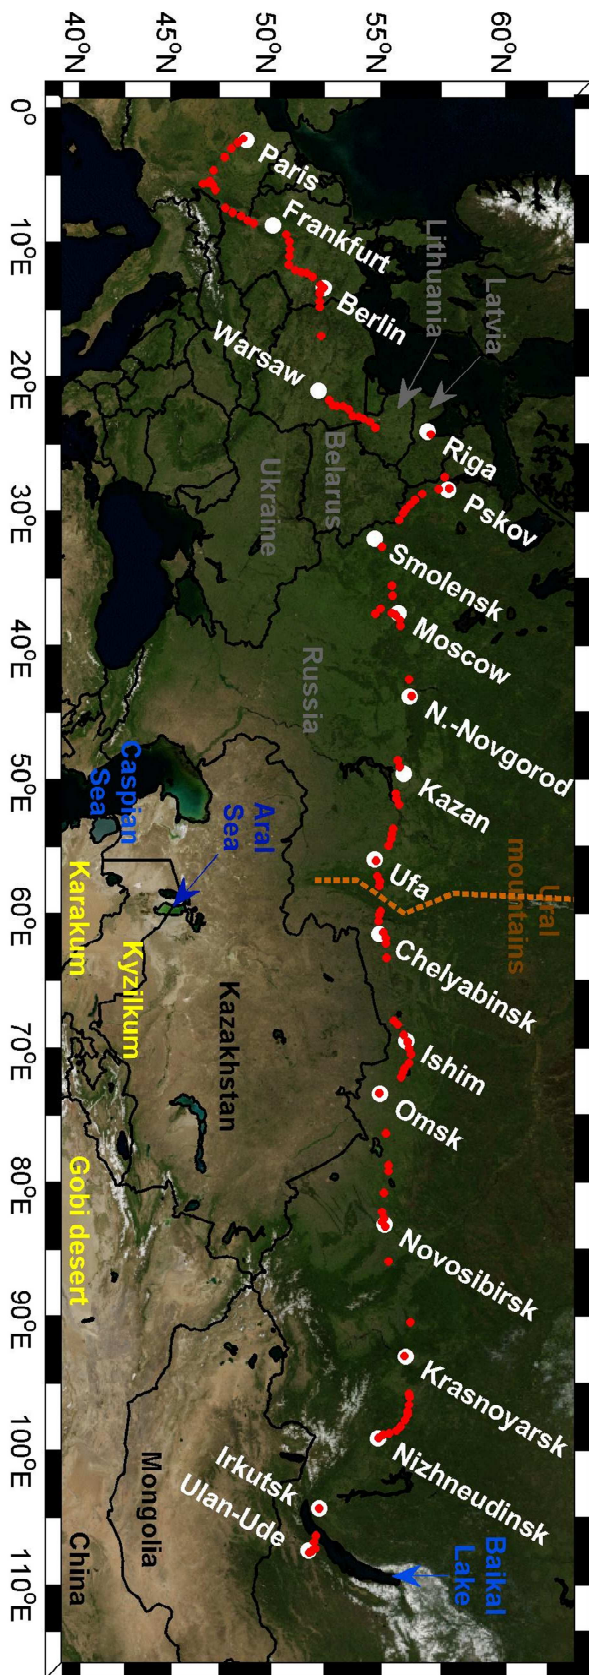 40°N
45°N
50°N
55°N
60°N
0°
10°E
20°E
30°E
40°E
50°E
60°E
70°E
80°E
90°E
100°E
110°E
Paris
Frankfurt
Berlin
Warsaw
Lithuania
Latvia
Riga
Pskov
Belarus
Ukraine
Smolensk
Moscow
Russia
N.-Novgorod
Kazan
Ufa
Ural
mountains
Chelyabinsk
Caspian
Sea
Aral
Sea
Karakum
Kyzilkum
Kazakhstan
Ishim
Omsk
Gobi desert
Novosibirsk
Krasnoyarsk
Nizhneudinsk
Irkutsk
Ulan-Ude
Baikal
Lake
Mongolia
China